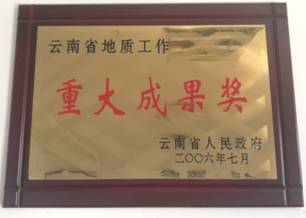 云南省地质工作
重大成果奖
云南省人民政府
二〇〇六年七月